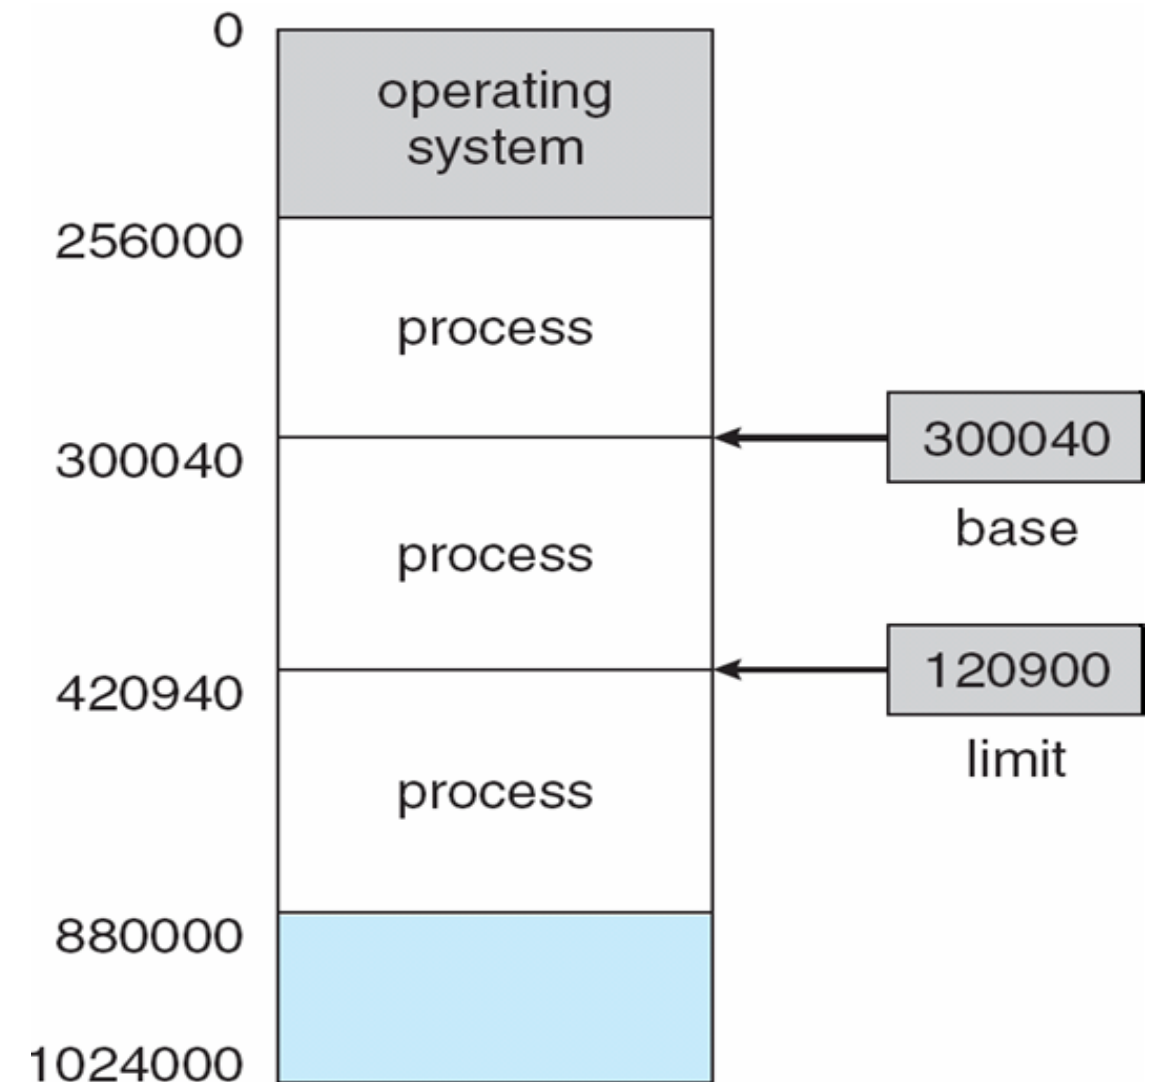 0
operating
system
256000
process
300040
300040
base
process
120900
420940
limit
process
880000
1024000